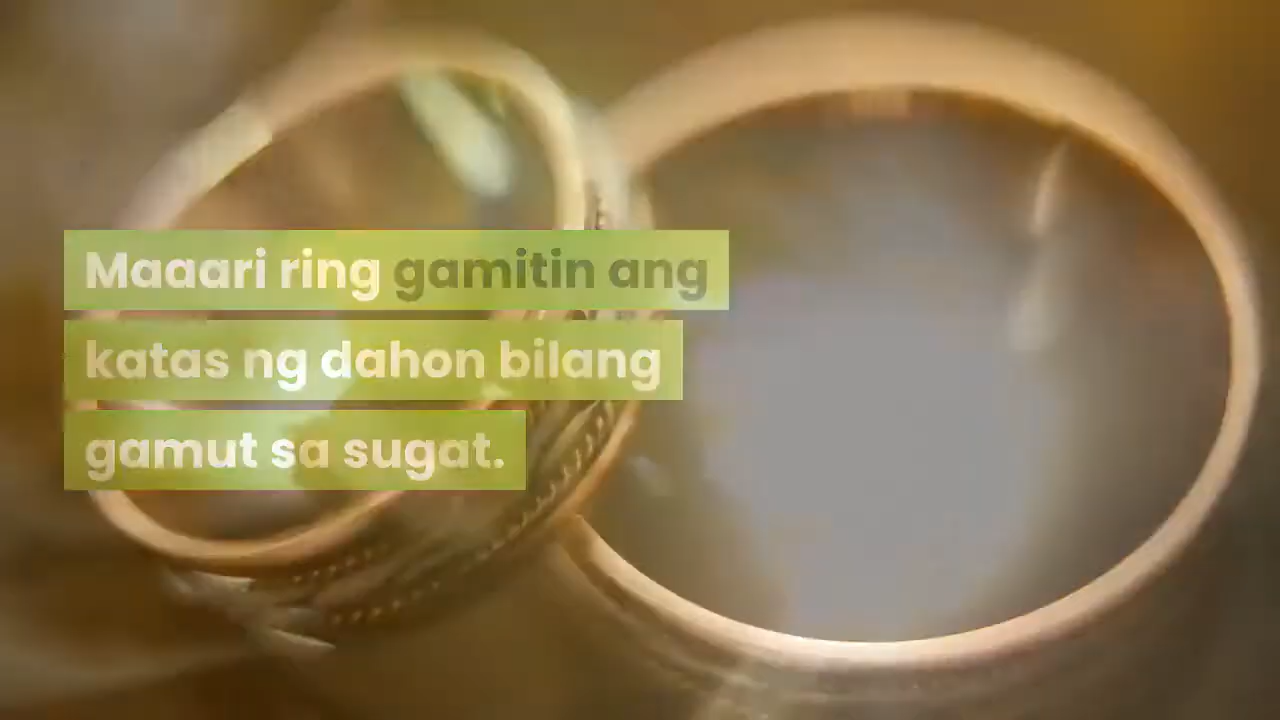 Maaari ring gamitin ang
katas ng dahon bilang
gamut sa sugat.